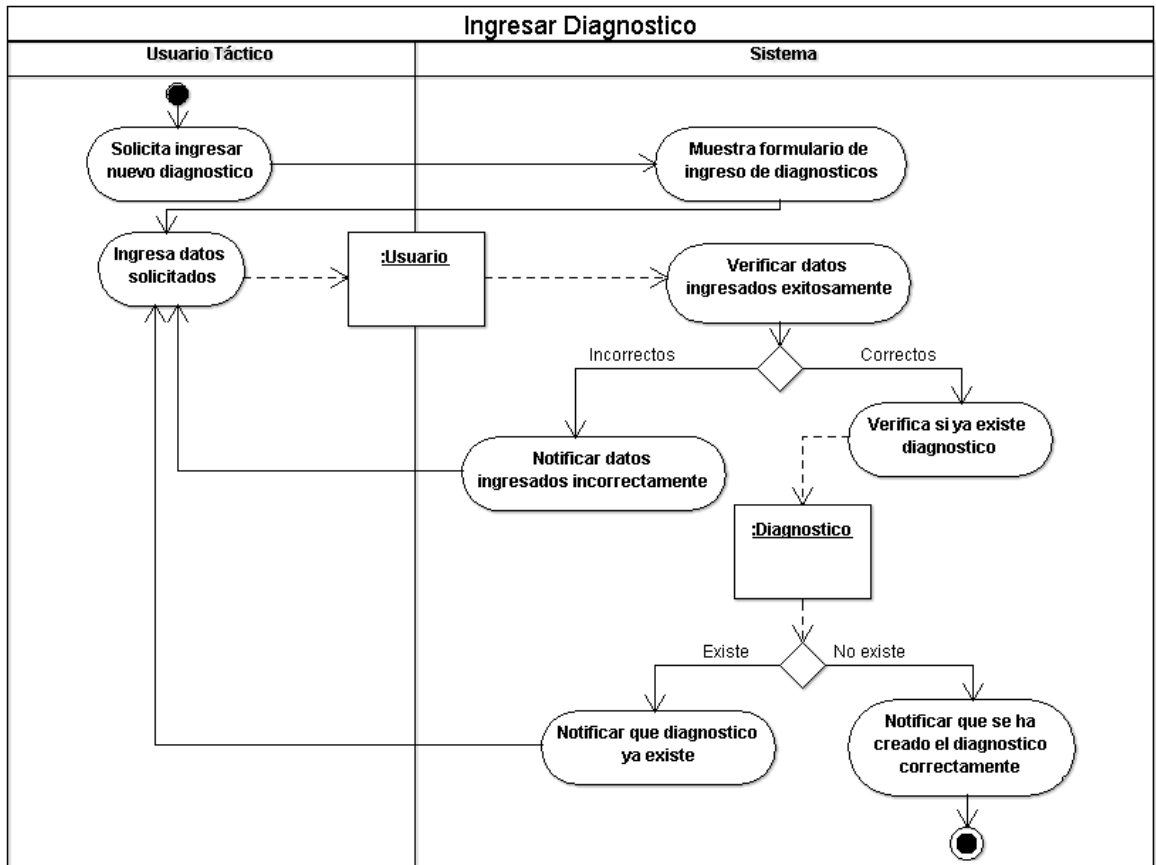 Ingresar Diagnostico
Usuario Táctico
Sistema
Solicita ingresar
nuevo diagnostico
Muestra formulario de
ingreso de diagnosticos
Ingresa datos
solicitados
:Usuario
Verificar datos
ingresados exitosamente
Incorrectos
Correctos
Verifica si ya existe
diagnostico
Notificar datos
ingresados incorrectamente
:Diagnostico
Existe
No existe
Notificar que diagnostico
ya existe
Notificar que se ha
creado el diagnostico
correctamente